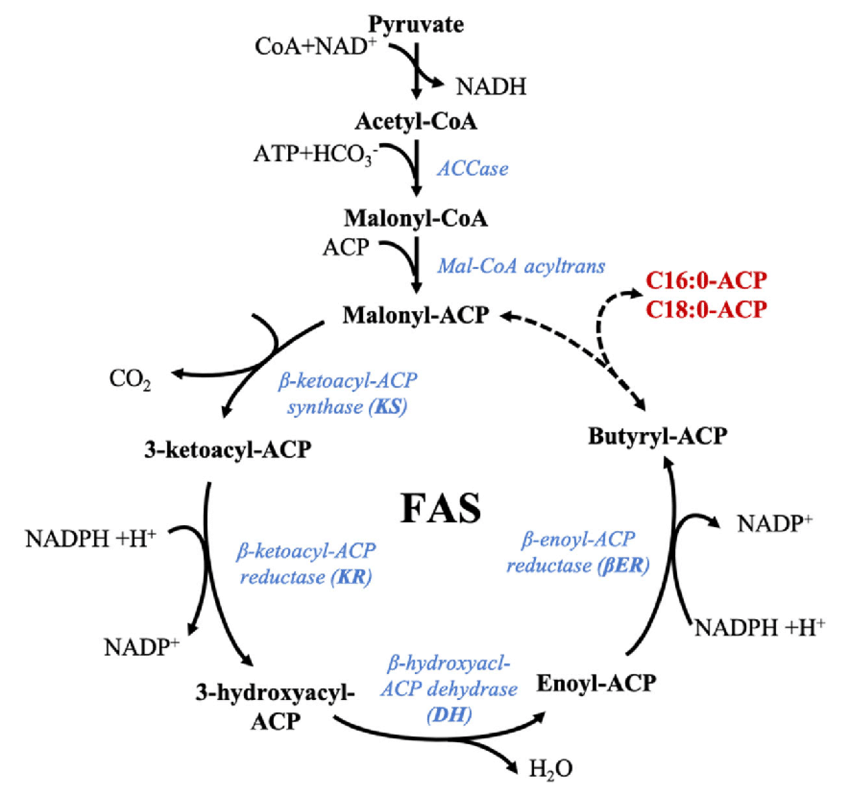 Pyruvate
CoA+NAD⁺
NADH
Acetyl-CoA
ATP+HCO₃⁻
ACCase
Malonyl-CoA
ACP
Mal-CoA acyltrans
C16:0-ACP
C18:0-ACP
Malonyl-ACP
CO₂
β-ketoacyl-ACP
synthase (KS)
3-ketoacyl-ACP
Butyryl-ACP
FAS
NADPH +H⁺
β-ketoacyl-ACP
reductase (KR)
NADP⁺
β-enoyl-ACP
reductase (βER)
NADP⁺
NADPH +H⁺
3-hydroxyacyl-
ACP
β-hydroxyacl-
ACP dehydrase
(DH)
Enoyl-ACP
H₂O